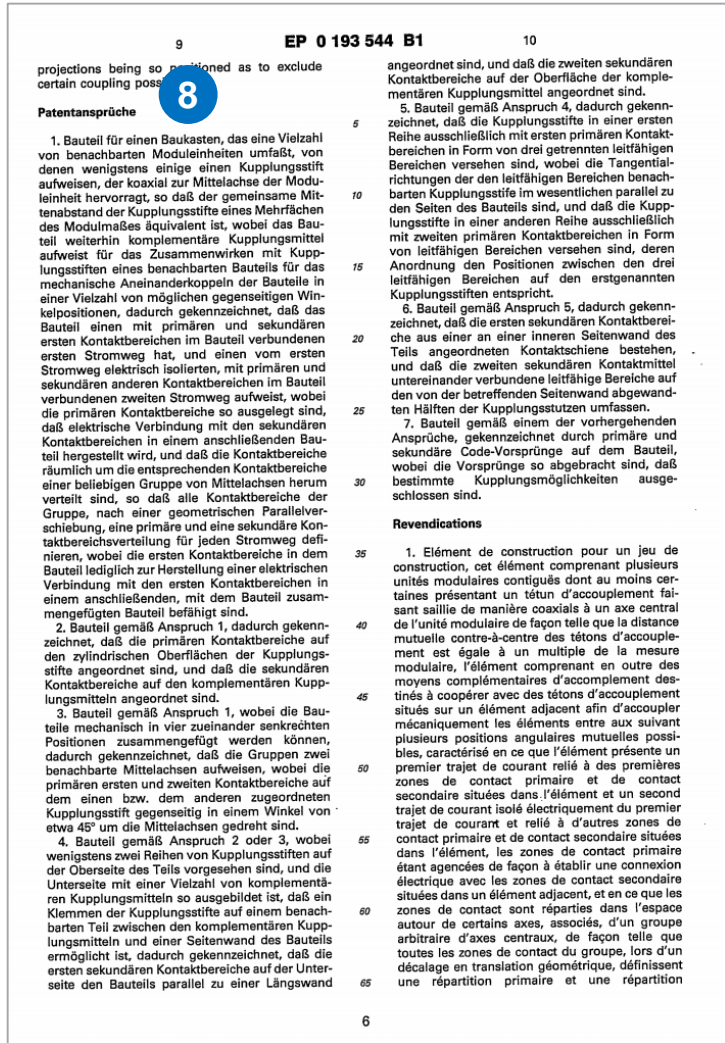 9
EP 0 193 544 B1
10
projections being so positioned as to exclude
certain coupling poss
8
Patentansprüche
1. Bauteil für einen Baukasten, das eine Vielzahl
von benachbarten Moduleinheiten umfaßt, von
denen wenigstens einige einen Kupplungsstift
aufweisen, der koaxial zur Mittelachse der Modu-
leinheit hervorragt, so daß der gemeinsame Mit-
tenabstand der Kupplungsstifte eines Mehrfächen
des Modulmaßes äquivalent ist, wobei das Bau-
teil weiterhin komplementäre Kupplungsmittel
aufweist für das Zusammenwirken mit Kupp-
lungsstiften eines benachbarten Bauteils für das
mechanische Aneinanderkoppeln der Bauteile in
einer Vielzahl von möglichen gegenseitigen Win-
kelpositionen, dadurch gekennzeichnet, daß das
Bauteil einen mit primären und sekundären
ersten Kontaktbereichen im Bauteil verbundenen
ersten Stromweg hat, und einen vom ersten
Stromweg elektrisch isolierten, mit primären und
sekundären anderen Kontaktbereichen im Bauteil
verbundenen zweiten Stromweg aufweist, wobei
die primären Kontaktbereiche so ausgelegt sind,
daß elektrische Verbindung mit den sekundären
Kontaktbereichen in einem anschließenden Bau-
teil hergestellt wird, und daß die Kontaktbereiche
räumlich um die entsprechenden Kontaktbereiche
einer beliebigen Gruppe von Mittelachsen herum
verteilt sind, so daß alle Kontaktbereiche der
Gruppe, nach einer geometrischen Parallelver-
schiebung, eine primäre und eine sekundäre Kon-
taktbereichsverteilung für jeden Stromweg defi-
nieren, wobei die ersten Kontaktbereiche in dem
Bauteil lediglich zur Herstellung einer elektrischen
Verbindung mit den ersten Kontaktbereichen in
einem anschließenden, mit dem Bauteil zusam-
mengefügten Bauteil befähigt sind.
2. Bauteil gemäß Anspruch 1, dadurch gekenn-
zeichnet, daß die primären Kontaktbereiche auf
den zylindrischen Oberflächen der Kupplungs-
stifte angeordnet sind, und daß die sekundären
Kontaktbereiche auf den komplementären Kupp-
lungsmitteln angeordnet sind.
3. Bauteil gemäß Anspruch 1, wobei die Bau-
teile mechanisch in vier zueinander senkrechten
Positionen zusammengefügt werden können,
dadurch gekennzeichnet, daß die Gruppen zwei
benachbarte Mittelachsen aufweisen, wobei die
primären ersten und zweiten Kontaktbereiche auf
dem einen bzw. dem anderen zugeordneten
Kupplungsstift gegenseitig in einem Winkel von
etwa 45° um die Mittelachsen gedreht sind.
4. Bauteil gemäß Anspruch 2 oder 3, wobei
wenigstens zwei Reihen von Kupplungsstiften auf
der Oberseite des Teils vorgesehen sind, und die
Unterseite mit einer Vielzahl von komplementä-
ren Kupplungsmitteln so ausgebildet ist, daß ein
Klemmen der Kupplungsstifte auf einem benach-
barten Teil zwischen den komplementären Kupp-
lungsmitteln und einer Seitenwand des Bauteils
ermöglicht ist, dadurch gekennzeichnet, daß die
ersten sekundären Kontaktbereiche auf der Unter-
seite den Bauteils parallel zu einer Längswand
5
10
15
20
25
30
35
40
45
50
55
60
65
angeordnet sind, und daß die zweiten sekundären
Kontaktbereiche auf der Oberfläche der komple-
mentären Kupplungsmittel angeordnet sind.
5. Bauteil gemäß Anspruch 4, dadurch gekenn-
zeichnet, daß die Kupplungsstifte in einer ersten
Reihe ausschließlich mit ersten primären Kontakt-
bereichen in Form von drei getrennten leitfähigen
Bereichen versehen sind, wobei die Tangential-
richtungen der den leitfähigen Bereichen benach-
barten Kupplungsstife im wesentlichen parallel zu
den Seiten des Bauteils sind, und daß die Kupp-
lungsstifte in einer anderen Reihe ausschließlich
mit zweiten primären Kontaktbereichen in Form
von leitfähigen Bereichen versehen sind, deren
Anordnung den Positionen zwischen den drei
leitfähigen Bereichen auf den erstgenannten
Kupplungsstiften entspricht.
6. Bauteil gemäß Anspruch 5, dadurch gekenn-
zeichnet, daß die ersten sekundären Kontaktberei-
che aus einer an einer inneren Seitenwand des
Teils angeordneten Kontaktschiene bestehen,
und daß die zweiten sekundären Kontaktmittel
untereinander verbundene leitfähige Bereiche auf
den von der betreffenden Seitenwand abgewand-
ten Hälften der Kupplungsstutzen umfassen.
7. Bauteil gemäß einem der vorhergehenden
Ansprüche, gekennzeichnet durch primäre und
sekundäre Code-Vorsprünge auf dem Bauteil,
wobei die Vorsprünge so abgebracht sind, daß
bestimmte Kupplungsmöglichkeiten ausge-
schlossen sind.
Revendications
1. Elément de construction pour un jeu de
construction, cet élément comprenant plusieurs
unités modulaires contiguës dont au moins cer-
taines présentant un tétun d'accouplement fai-
sant saillie de manière coaxials à un axe central
de l'unité modulaire de façon telle que la distance
mutuelle contre-à-centre des tétons d'accouple-
ment est égale à un multiple de la mesure
modulaire, l'élément comprenant en outre des
moyens complémentaires d'accomplement des-
tinés à coopérer avec des tétons d'accouplement
situés sur un élément adjacent afin d'accoupler
mécaniquement les éléments entre aux suivant
plusieurs positions angulaires mutuelles possi-
bles, caractérisé en ce que l'élément présente un
premier trajet de courant relié à des premières
zones de contact primaire et de contact
secondaire situées dans l'élément et un second
trajet de courant isolé électriquement du premier
trajet de courant et relié à d'autres zones de
contact primaire et de contact secondaire situées
dans l'élément, les zones de contact primaire
étant agencées de façon à établir une connexion
électrique avec les zones de contact secondaire
situées dans un élément adjacent, et en ce que les
zones de contact sont réparties dans l'espace
autour de certains axes, associés, d'un groupe
arbitraire d'axes centraux, de façon telle que
toutes les zones de contact du groupe, lors d'un
décalage en translation géométrique, définissent
une répartition primaire et une répartition
6